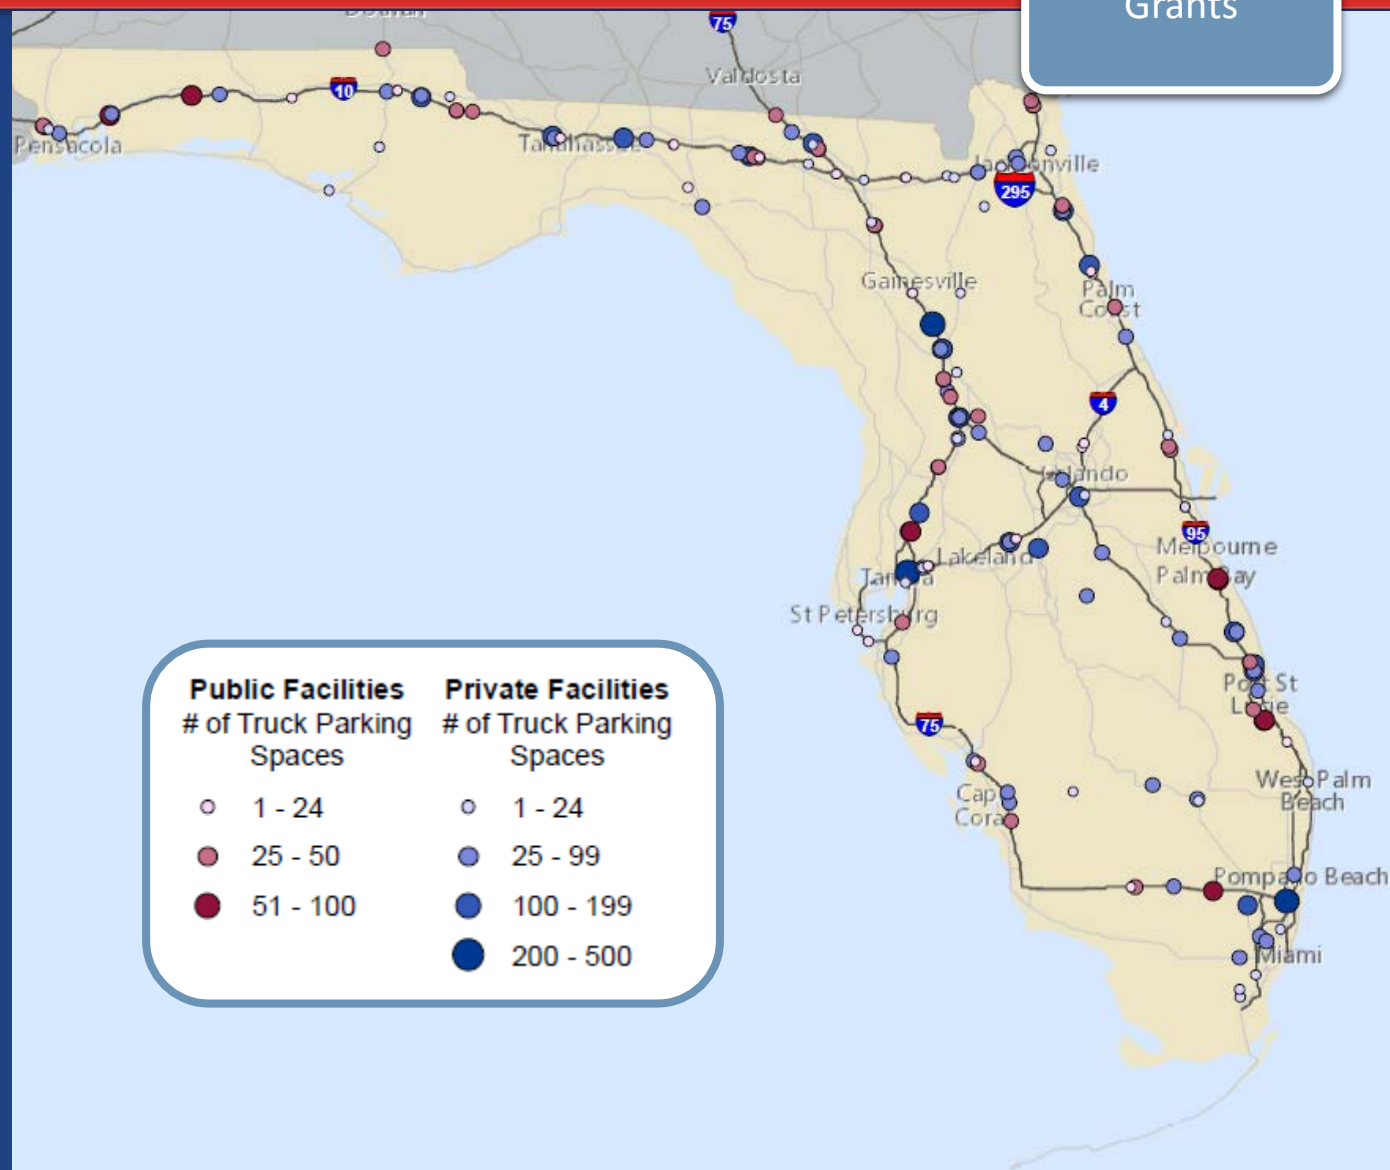 Grants
75
Valdosta
10
Pensacola
Tallahassee
Jacksonville
295
Gainesville
Palm
Coast
4
Orlando
95
Melbourne
Lakeland
Tampa
Palm Bay
St Petersburg
Public Facilities
# of Truck Parking
Spaces
1 - 24
25 - 50
51 - 100
Private Facilities
# of Truck Parking
Spaces
1 - 24
25 - 99
100 - 199
200 - 500
Port St
Lucie
75
West Palm
Beach
Cape
Coral
Pompano Beach
Miami